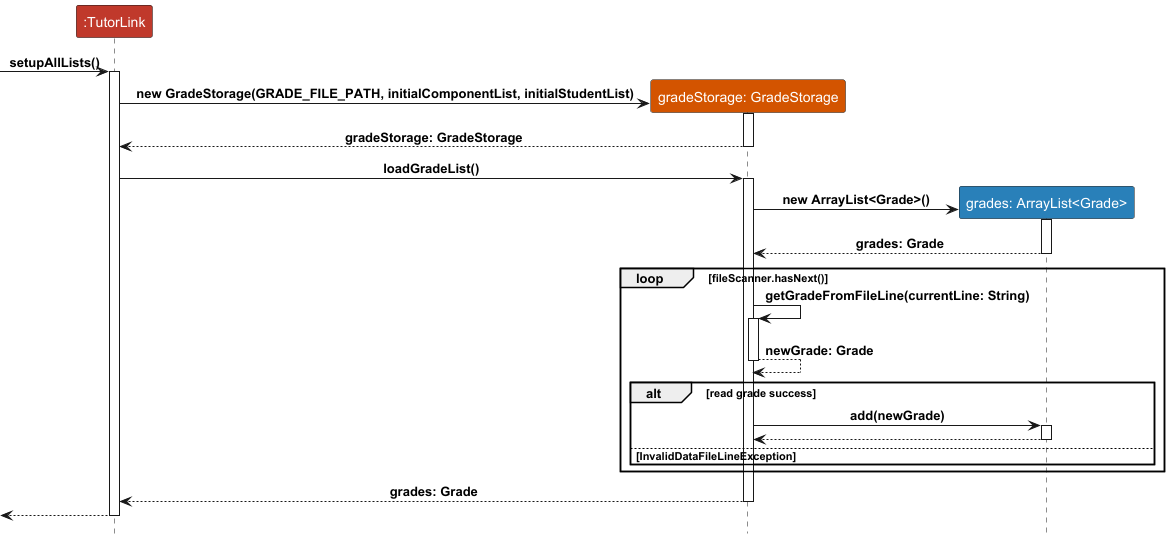 :TutorLink
setupAllLists()
new GradeStorage(GRADE_FILE_PATH, initialComponentList, initialStudentList)
gradeStorage: GradeStorage
gradeStorage: GradeStorage
loadGradeList()
new ArrayList<Grade>()
grades: ArrayList<Grade>
grades: Grade
loop
[fileScanner.hasNext()]
getGradeFromFileLine(currentLine: String)
newGrade: Grade
alt
[read grade success]
add(newGrade)
[InvalidDataFileLineException]
grades: Grade